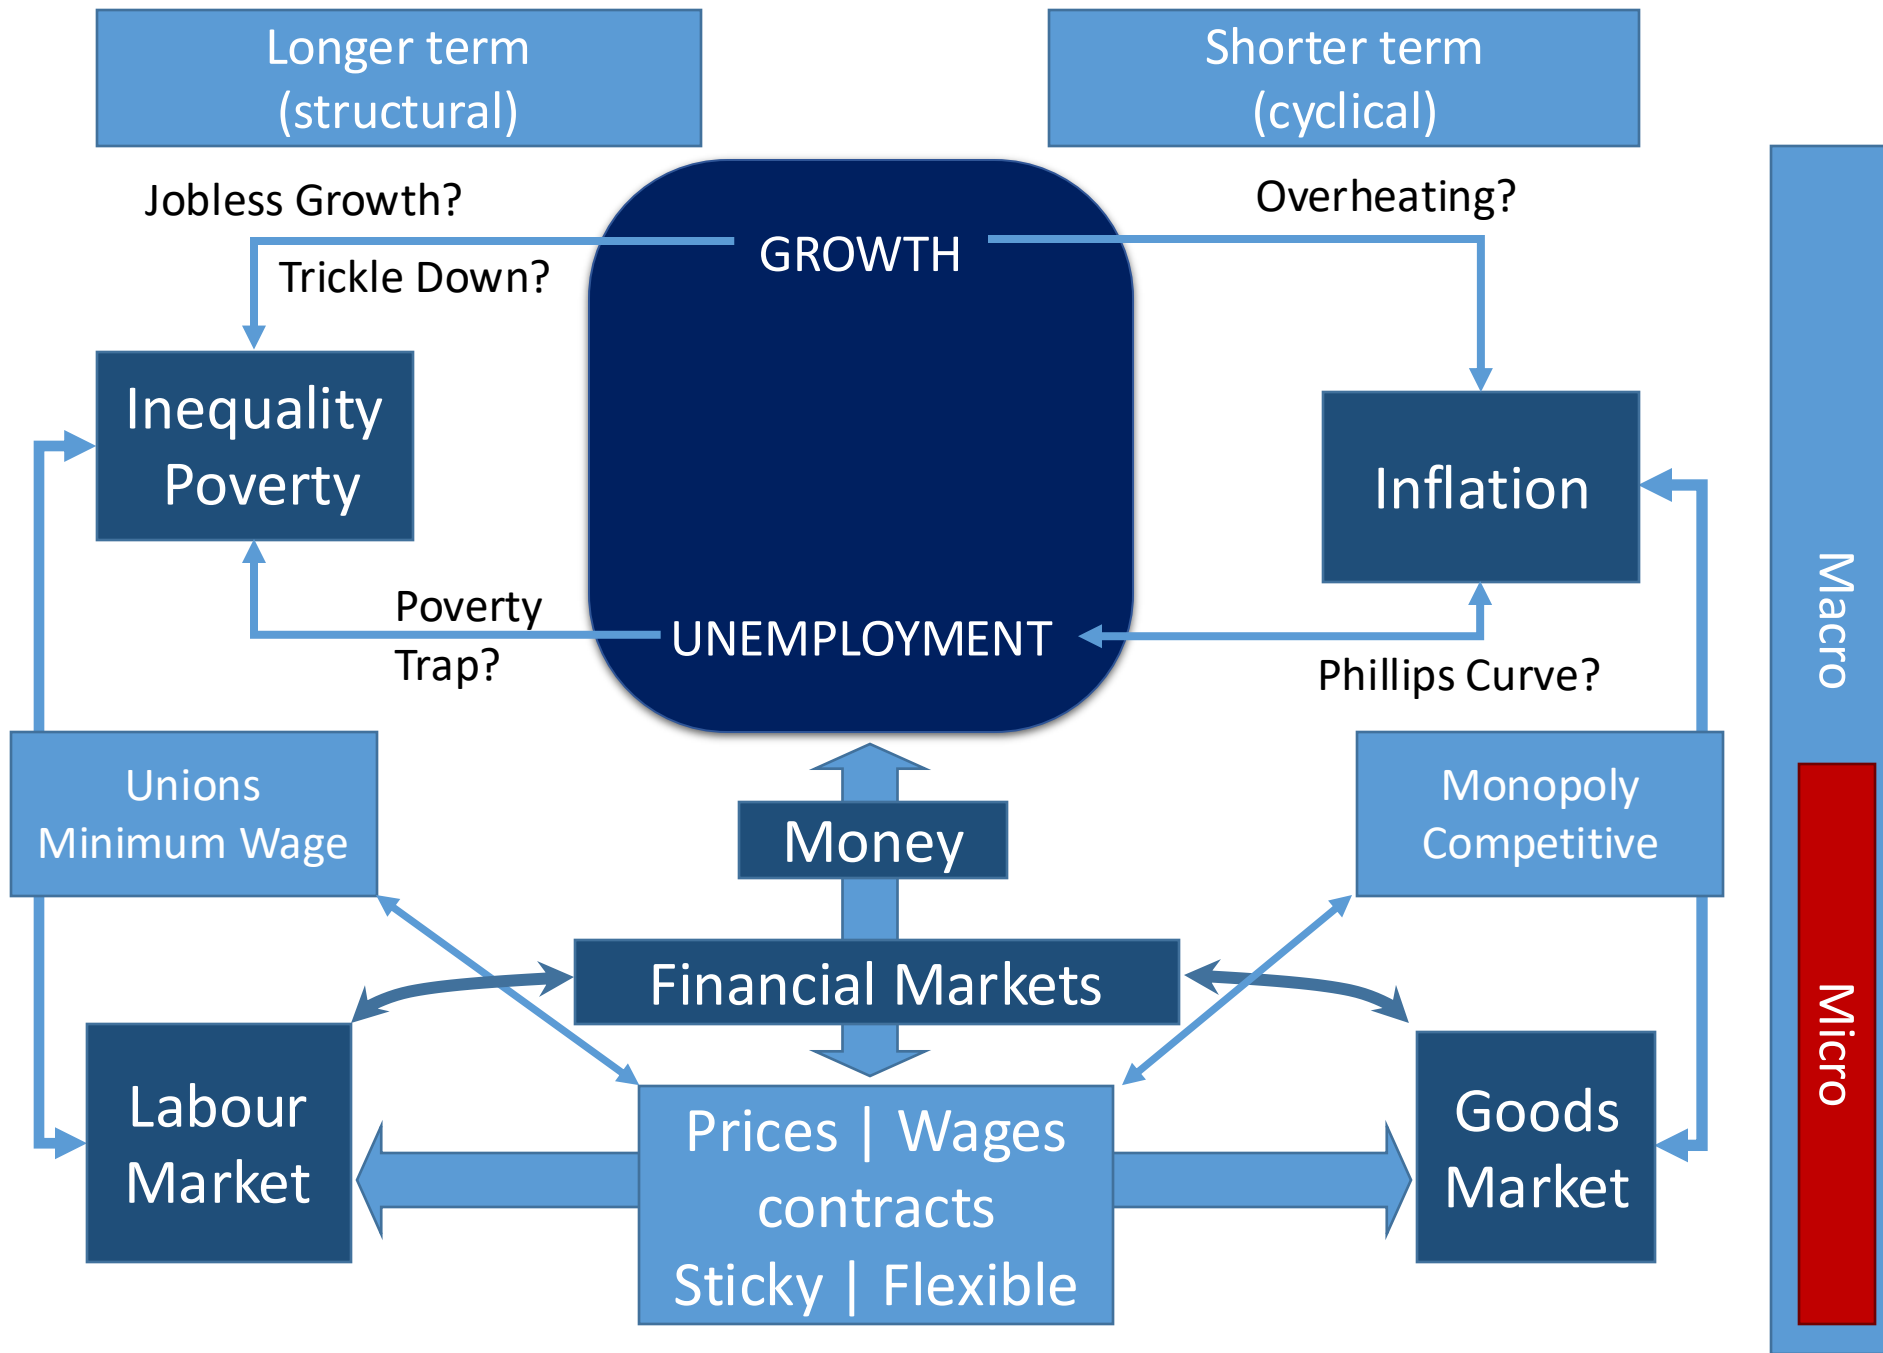 Longer term
(structural)
Shorter term
(cyclical)
Jobless Growth?
Overheating?
GROWTH
Trickle Down?
Inequality
Poverty
Inflation
Poverty
Trap?
UNEMPLOYMENT
Phillips Curve?
Macro
Unions
Minimum Wage
Money
Monopoly
Competitive
Financial Markets
Micro
Labour
Market
Prices | Wages
contracts
Sticky | Flexible
Goods
Market